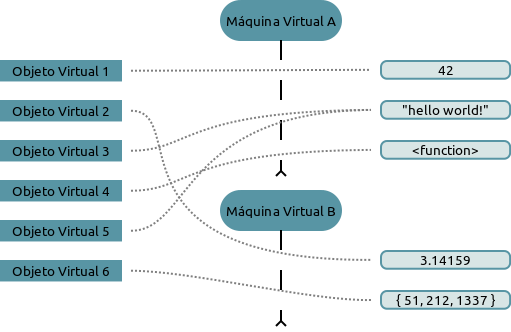 Máquina Virtual A
Objeto Virtual 1
42
Objeto Virtual 2
"hello world!"
Objeto Virtual 3
<function>
Objeto Virtual 4
Máquina Virtual B
Objeto Virtual 5
3.14159
Objeto Virtual 6
{ 51, 212, 1337 }